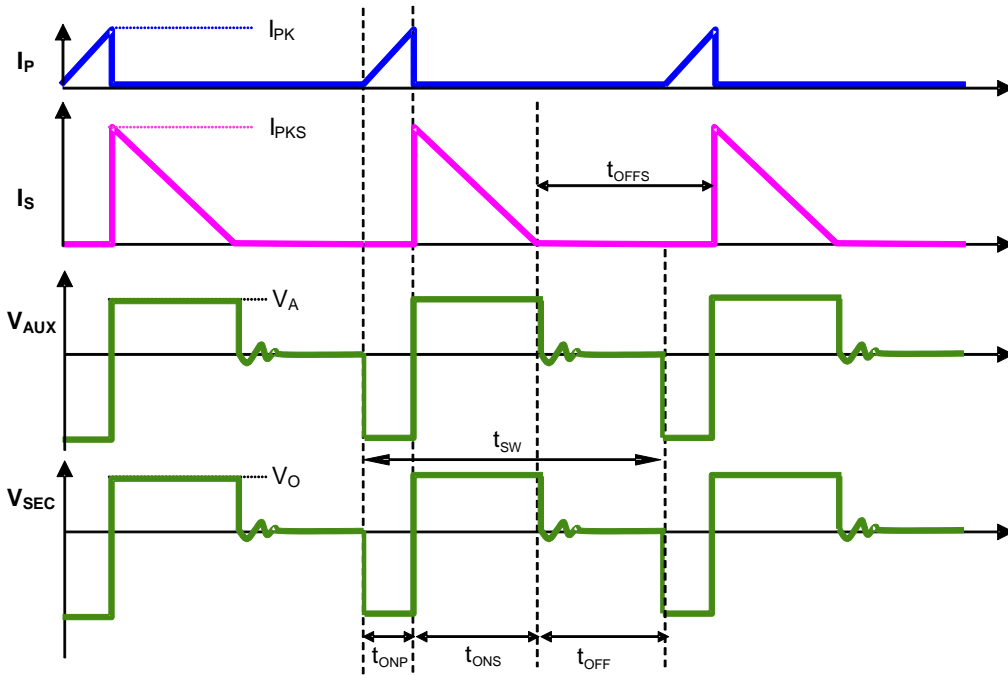 I_PK
I_P
I_PKS
t_OFFS
I_S
V_A
V_AUX
t_SW
V_O
V_SEC
t_ONP
t_ONS
t_OFF